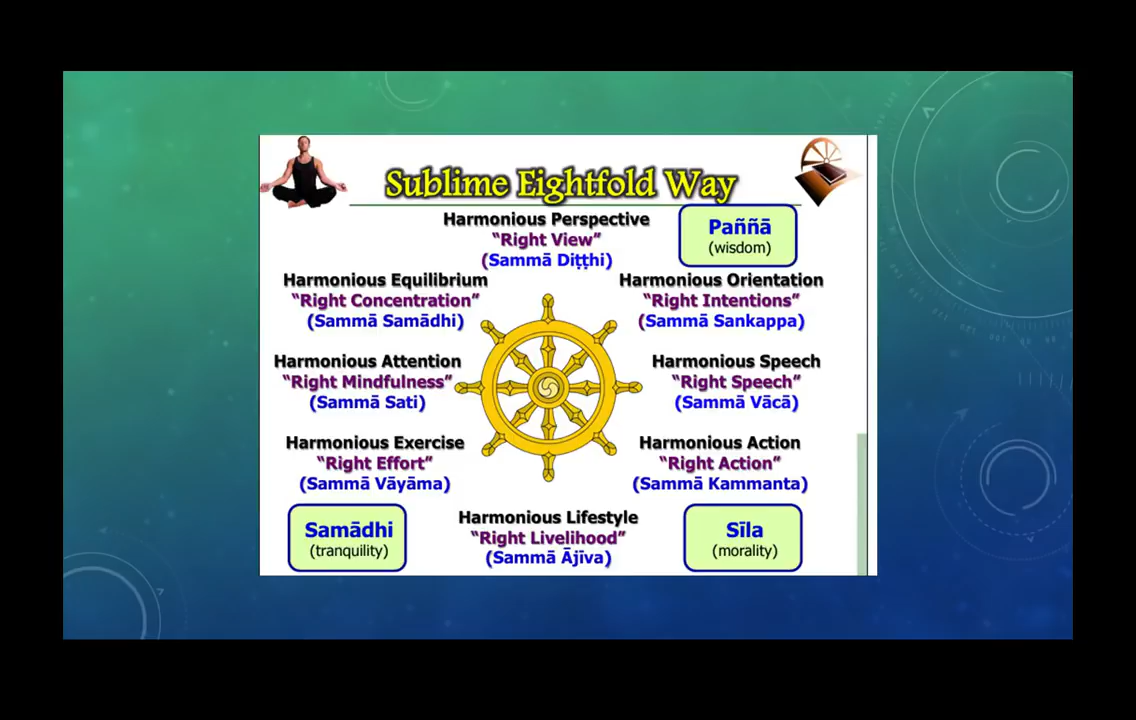 Sublime Eightfold Way
Harmonious Perspective
“Right View”
(Sammā Diṭṭhi)
Paññā
(wisdom)
Harmonious Equilibrium
“Right Concentration”
(Sammā Samādhi)
Harmonious Orientation
“Right Intentions”
(Sammā Sankappa)
Harmonious Attention
“Right Mindfulness”
(Sammā Sati)
Harmonious Speech
“Right Speech”
(Sammā Vācā)
Harmonious Exercise
“Right Effort”
(Sammā Vāyāma)
Harmonious Action
“Right Action”
(Sammā Kammanta)
Samādhi
(tranquility)
Harmonious Lifestyle
“Right Livelihood”
(Sammā Ājīva)
Sīla
(morality)